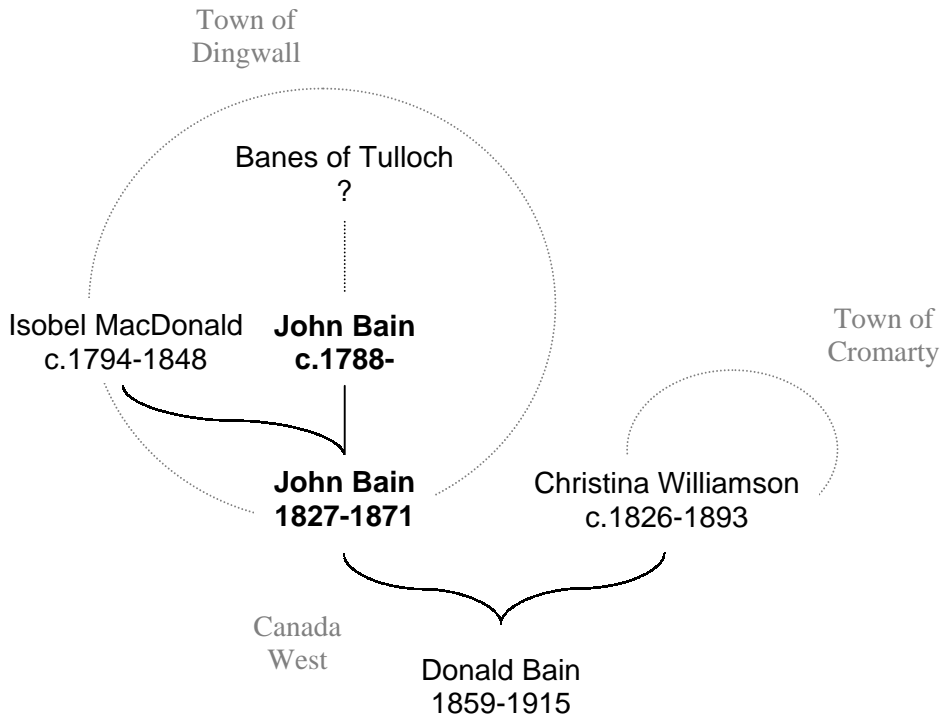 Town of
Dingwall
Banes of Tulloch
?
Isobel MacDonald
c.1794-1848
John Bain
c.1788-
Town of
Cromarty
John Bain
1827-1871
Christina Williamson
c.1826-1893
Canada
West
Donald Bain
1859-1915